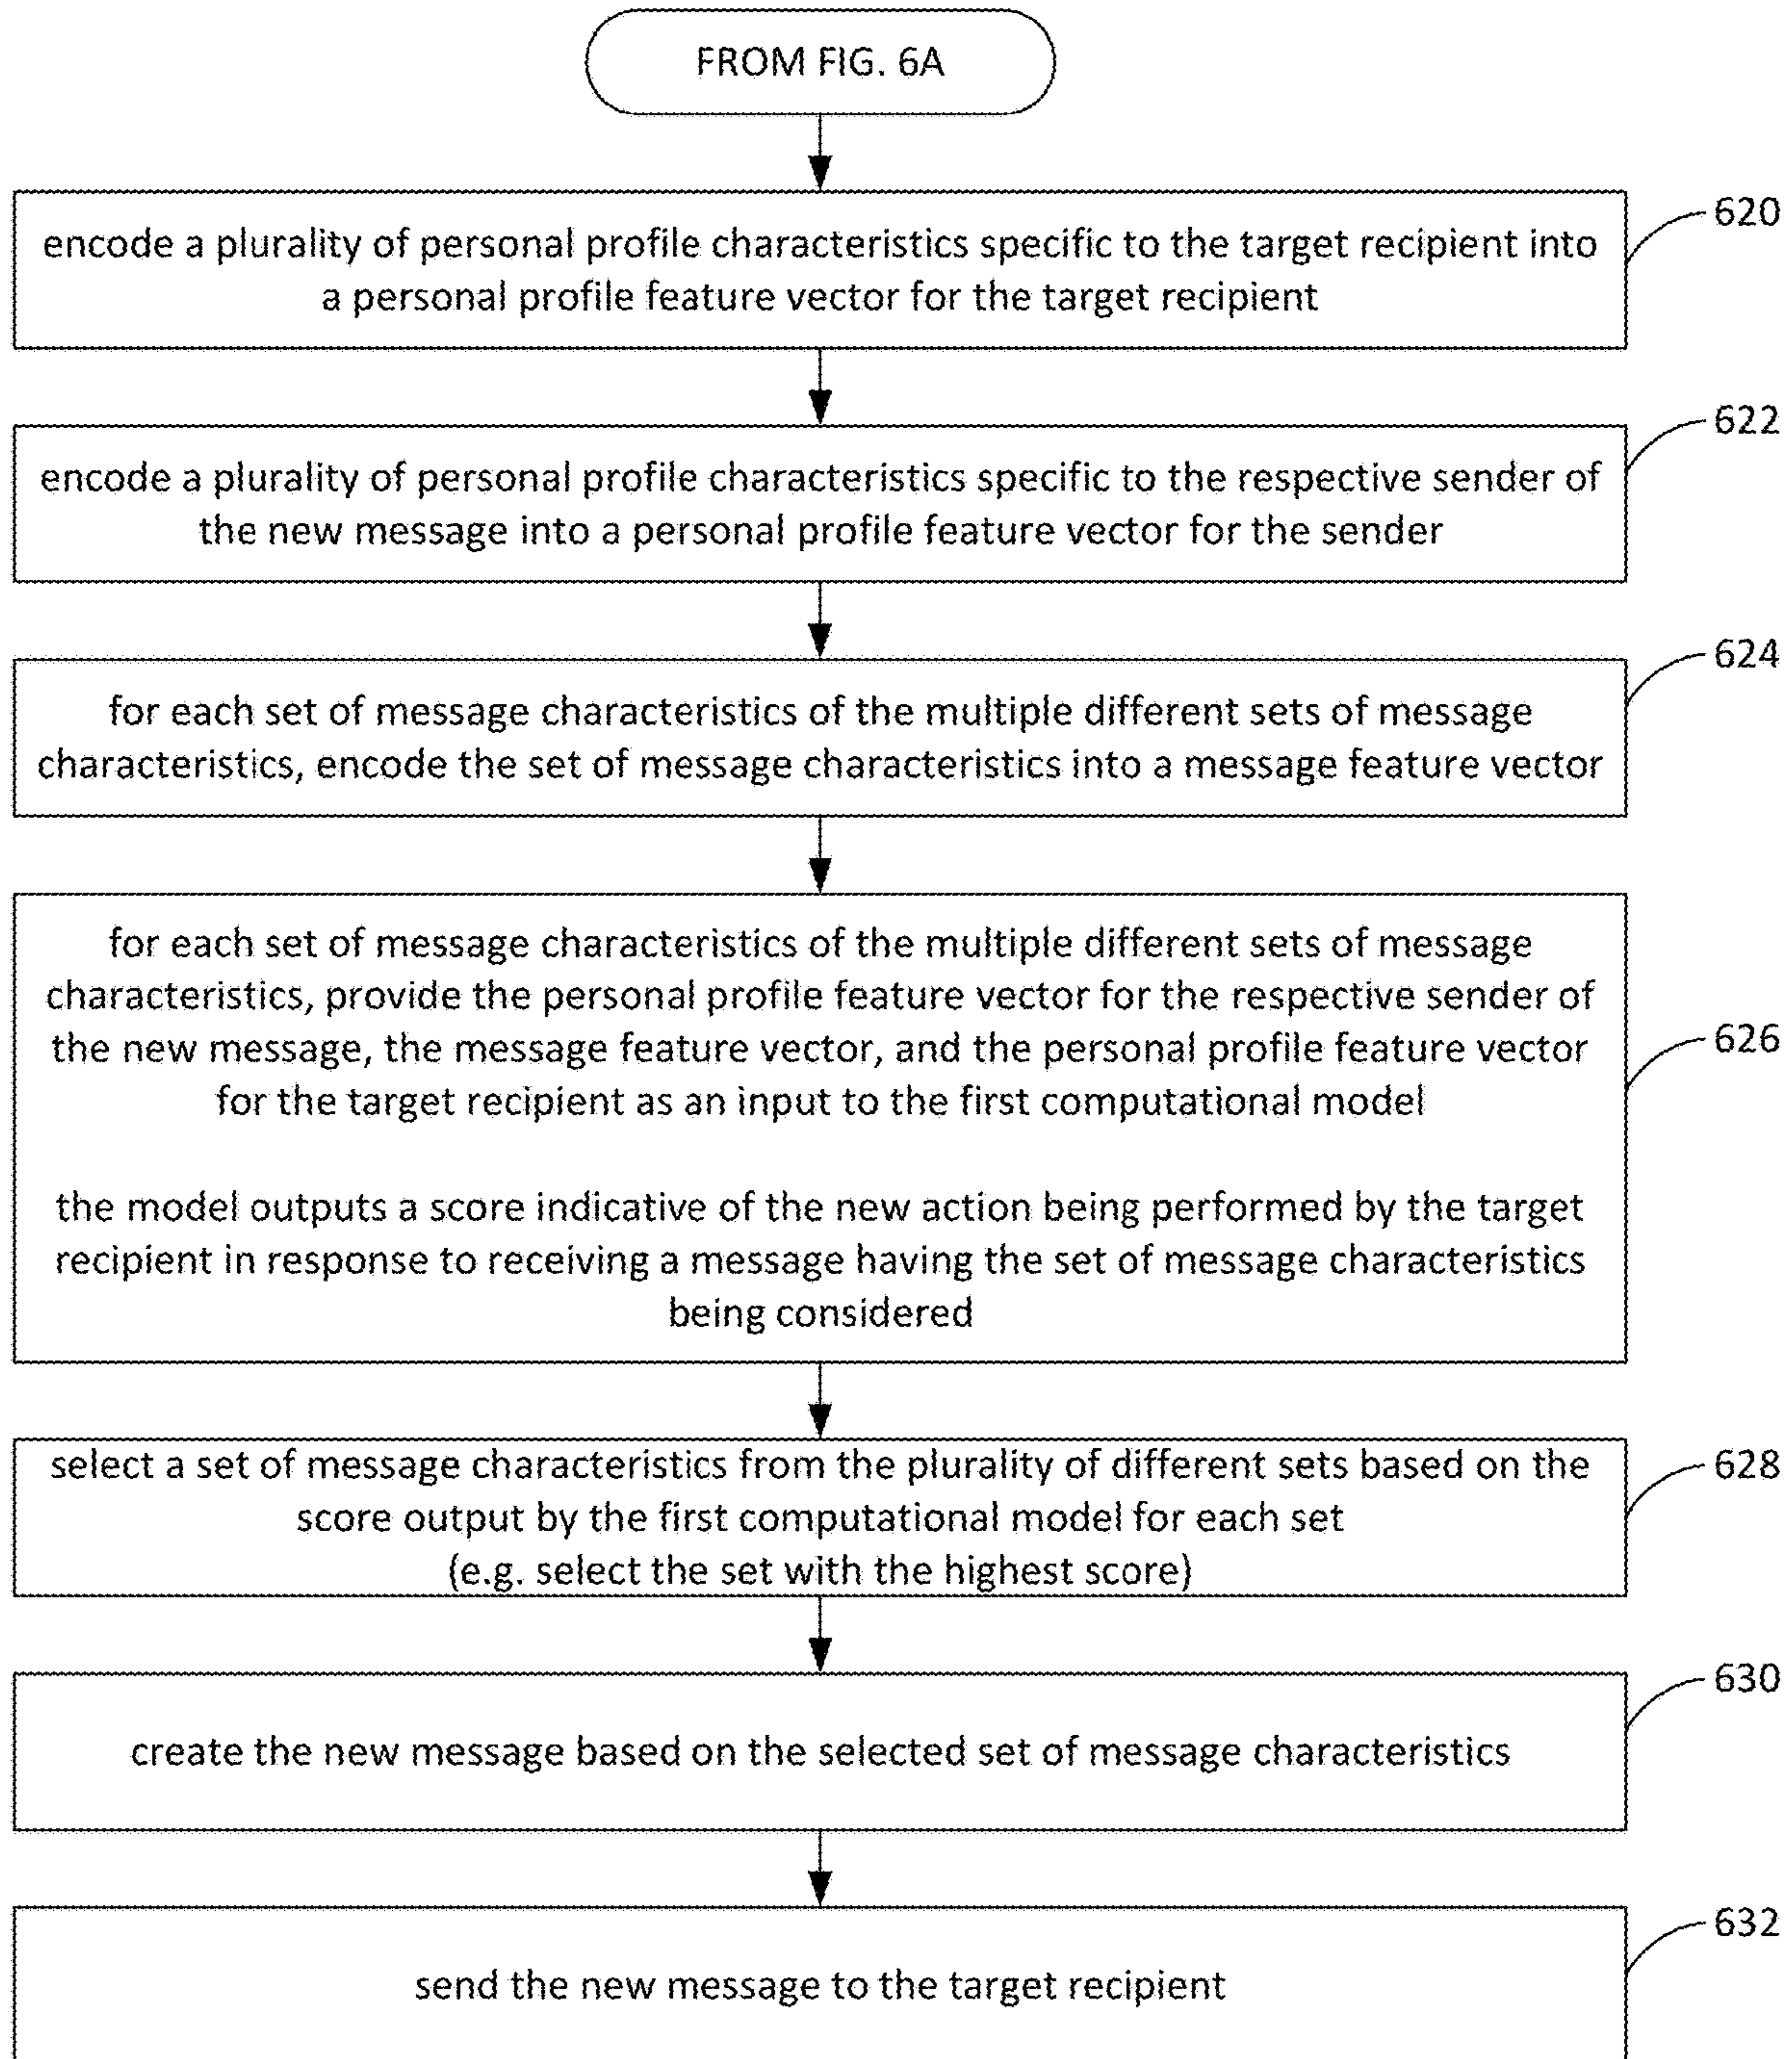 FROM FIG. 6A
encode a plurality of personal profile characteristics specific to the target recipient into
a personal profile feature vector for the target recipient
620
encode a plurality of personal profile characteristics specific to the respective sender of
the new message into a personal profile feature vector for the sender
622
for each set of message characteristics of the multiple different sets of message
characteristics, encode the set of message characteristics into a message feature vector
624
for each set of message characteristics of the multiple different sets of message
characteristics, provide the personal profile feature vector for the respective sender of
the new message, the message feature vector, and the personal profile feature vector
for the target recipient as an input to the first computational model
the model outputs a score indicative of the new action being performed by the target
recipient in response to receiving a message having the set of message characteristics
being considered
626
select a set of message characteristics from the plurality of different sets based on the
score output by the first computational model for each set
(e.g. select the set with the highest score)
628
create the new message based on the selected set of message characteristics
630
send the new message to the target recipient
632